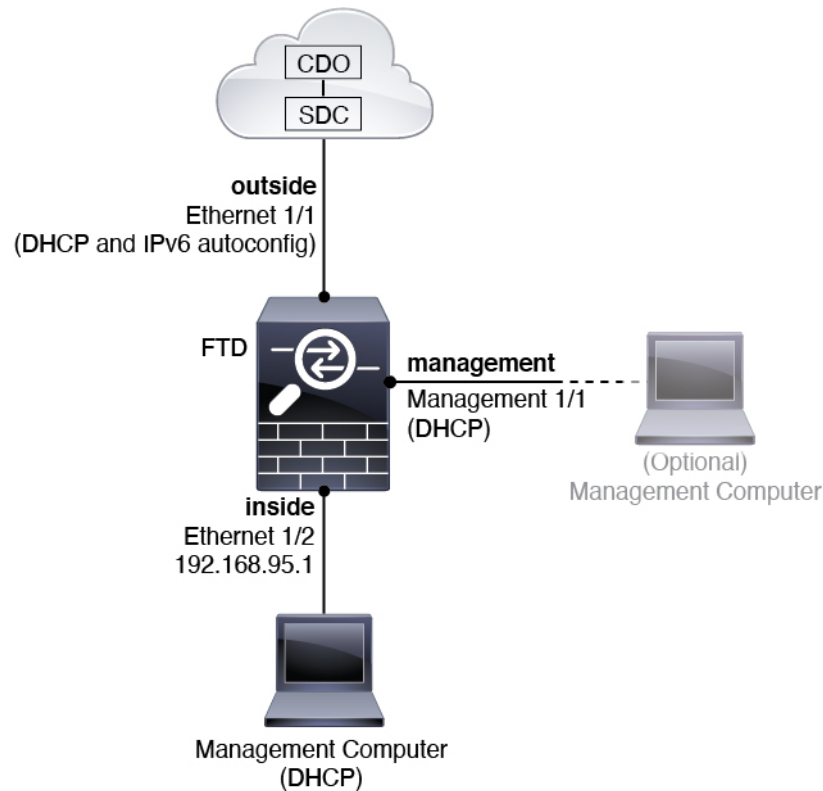 CDO
SDC
outside
Ethernet 1/1
(DHCP and IPv6 autoconfig)
FTD
management
Management 1/1
(DHCP)
(Optional)
Management Computer
inside
Ethernet 1/2
192.168.95.1
Management Computer
(DHCP)